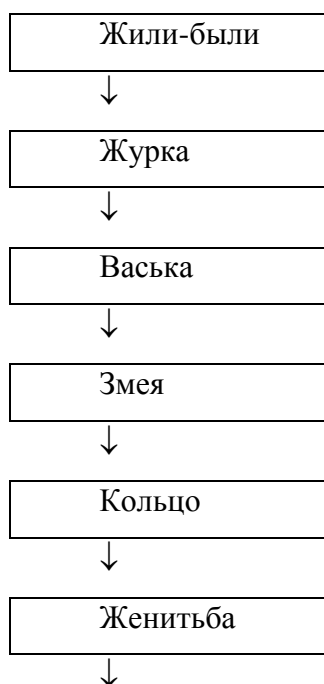 Жили-были
↓
Журка
↓
Васька
↓
Змея
↓
Кольцо
↓
Женитьба
↓